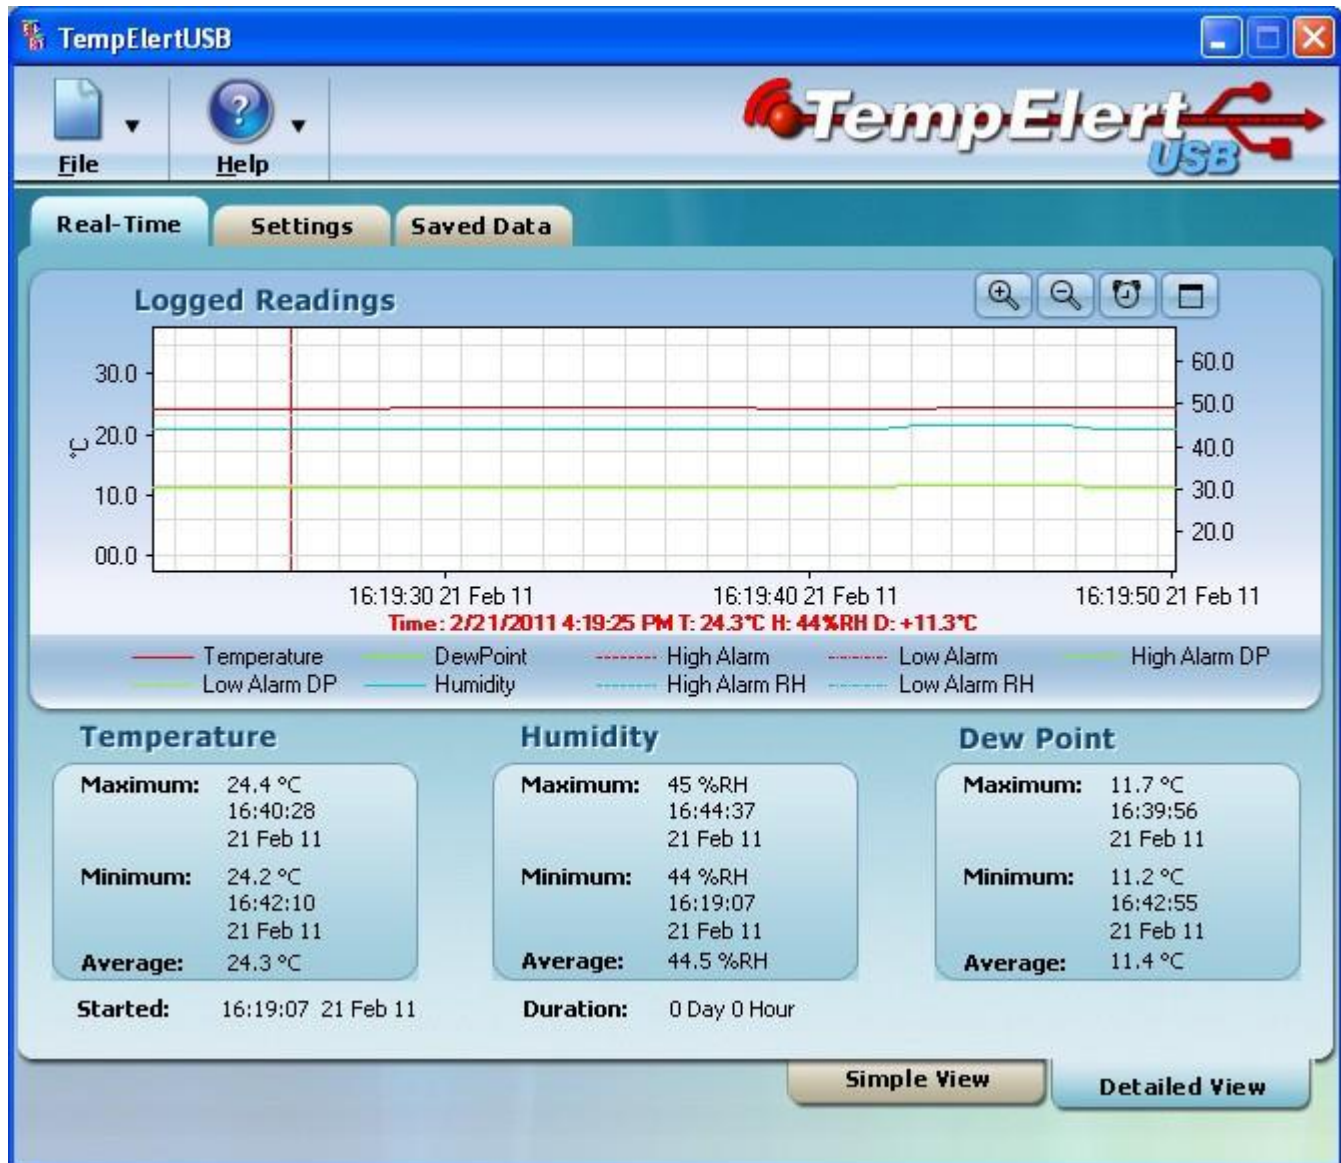 TempElertUSB
File
Help
TempElert
USB
Real-Time
Settings
Saved Data
Logged Readings
°C
30.0
20.0
10.0
00.0
60.0
50.0
40.0
30.0
20.0
16:19:30 21 Feb 11
16:19:40 21 Feb 11
16:19:50 21 Feb 11
Time: 2/21/2011 4:19:25 PM T: 24.3°C H: 44%RH D: +11.3°C
Temperature
DewPoint
High Alarm
Low Alarm
High Alarm DP
Low Alarm DP
Humidity
High Alarm RH
Low Alarm RH
Temperature
Maximum: 24.4 °C
16:40:28
21 Feb 11
Minimum: 24.2 °C
16:42:10
21 Feb 11
Average: 24.3 °C
Humidity
Maximum: 45 %RH
16:44:37
21 Feb 11
Minimum: 44 %RH
16:19:07
21 Feb 11
Average: 44.5 %RH
Dew Point
Maximum: 11.7 °C
16:39:56
21 Feb 11
Minimum: 11.2 °C
16:42:55
21 Feb 11
Average: 11.4 °C
Started: 16:19:07 21 Feb 11
Duration: 0 Day 0 Hour
Simple View
Detailed View